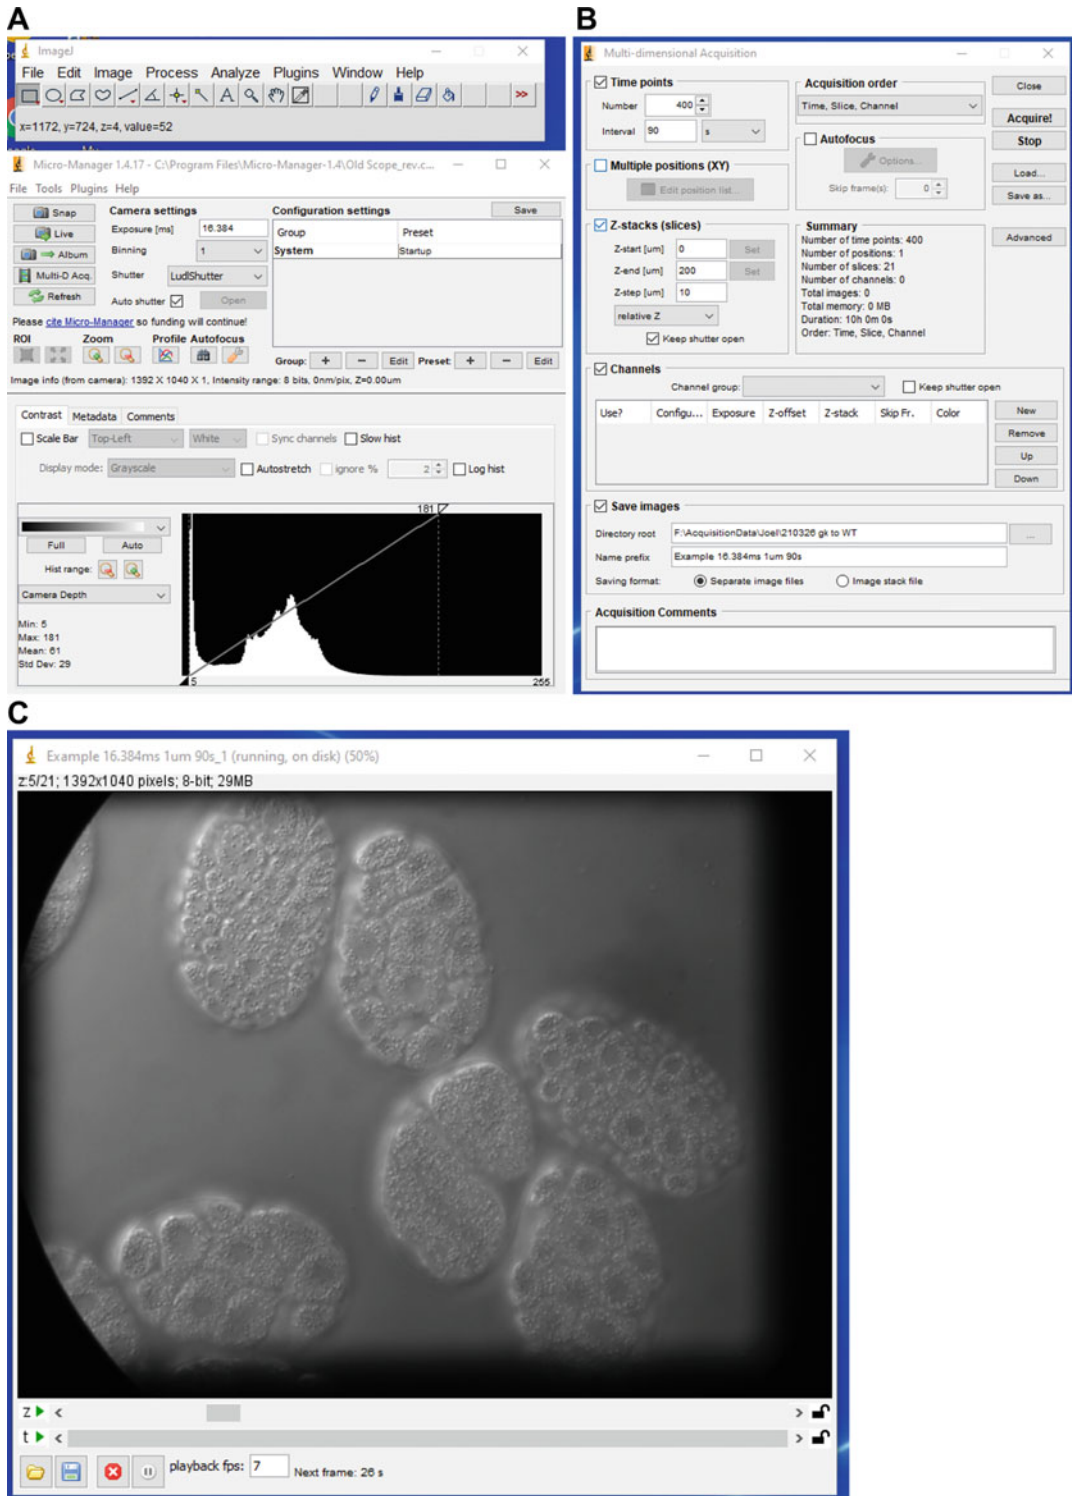 A
ImageJ
File Edit Image Process Analyze Plugins Window Help
A >>
x=1172, y=724, z=4, value=52
Micro-Manager 1.4.17 - C:\Program Files\Micro-Manager-1.4\Old Scope_rev.c...
File Tools Plugins Help
Snap
Live
Album
Multi-D Acq.
Refresh
Camera settings
Exposure [ms] 16.384
Binning 1
Shutter LudlShutter
Auto shutter Open
Configuration settings Save
Group Preset
System Startup
Please cite Micro-Manager so funding will continue!
ROI Zoom Profile Autofocus
Group: + − Edit Preset: + − Edit
Image info (from camera): 1392 X 1040 X 1, Intensity range: 8 bits, 0nm/pix, Z=0.00um
Contrast Metadata Comments
Scale Bar Top-Left White Sync channels Slow hist
Display mode: Grayscale Autostretch ignore % 2 Log hist
Full Auto
Hist range:
Camera Depth
Min: 5
Max: 181
Mean: 61
Std Dev: 29
181
5 255
B
Multi-dimensional Acquisition
Time points
Number 400
Interval 90 s
Multiple positions (XY)
Edit position list...
Z-stacks (slices)
Z-start [um] 0 Set
Z-end [um] 200 Set
Z-step [um] 10
relative Z
Keep shutter open
Acquisition order
Time, Slice, Channel
Autofocus
Options...
Skip frame(s): 0
Summary
Number of time points: 400
Number of positions: 1
Number of slices: 21
Number of channels: 0
Total images: 0
Total memory: 0 MB
Duration: 10h 0m 0s
Order: Time, Slice, Channel
Close
Acquire!
Stop
Load...
Save as...
Advanced
Channels
Channel group: Keep shutter open
Use? Configu... Exposure Z-offset Z-stack Skip Fr. Color
New
Remove
Up
Down
Save images
Directory root F:\AcquisitionData\Joel\210326 gk to WT ...
Name prefix Example 16.384ms 1um 90s
Saving format: Separate image files Image stack file
Acquisition Comments
C
Example 16.384ms 1um 90s_1 (running, on disk) (50%)
z:5/21; 1392x1040 pixels; 8-bit; 29MB
z < >
t < >
playback fps: 7 Next frame: 26 s